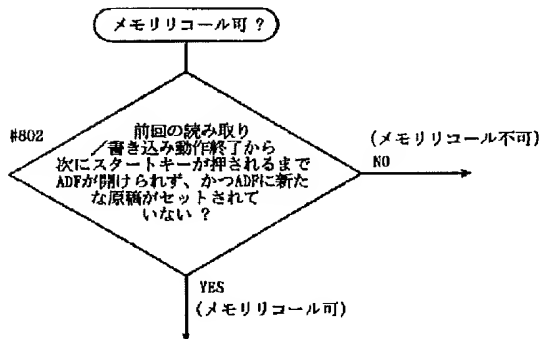 メモリリコール可?
#802
前回の読み取り
/書き込み動作終了から
次にスタートキーが押されるまで
ADFが開けられず、かつADFに新た
な原稿がセットされて
いない?
(メモリリコール不可)
NO
YES
(メモリリコール可)